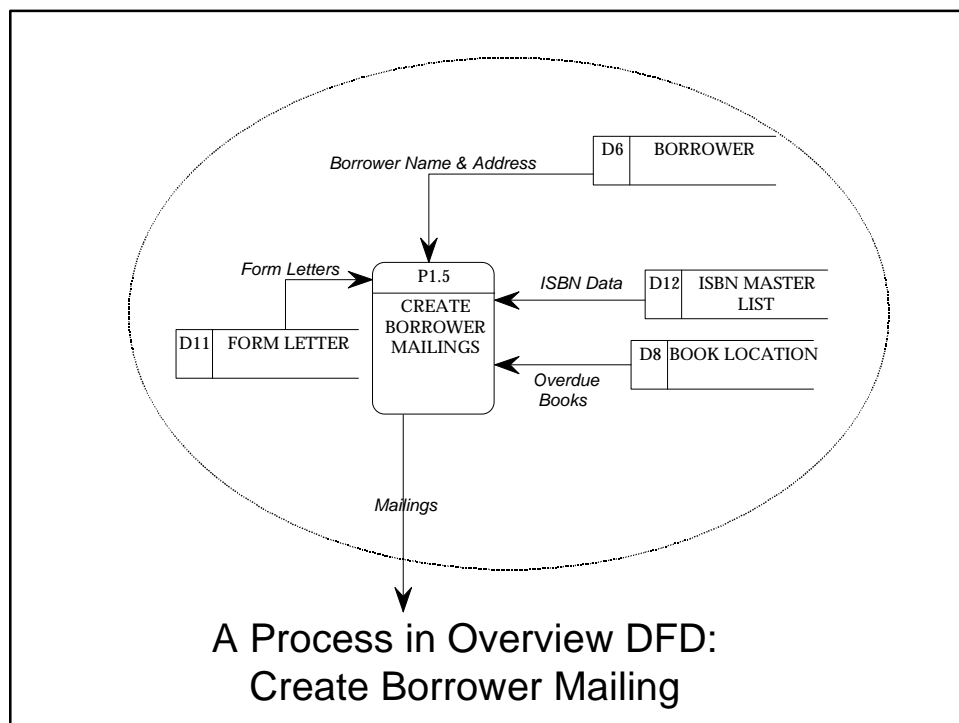 D6 BORROWER
Borrower Name & Address
Form Letters
P1.5
ISBN Data
D12 ISBN MASTER
LIST
CREATE
BORROWER
MAILINGS
D11 FORM LETTER
D8 BOOK LOCATION
Overdue
Books
Mailings
A Process in Overview DFD:
Create Borrower Mailing